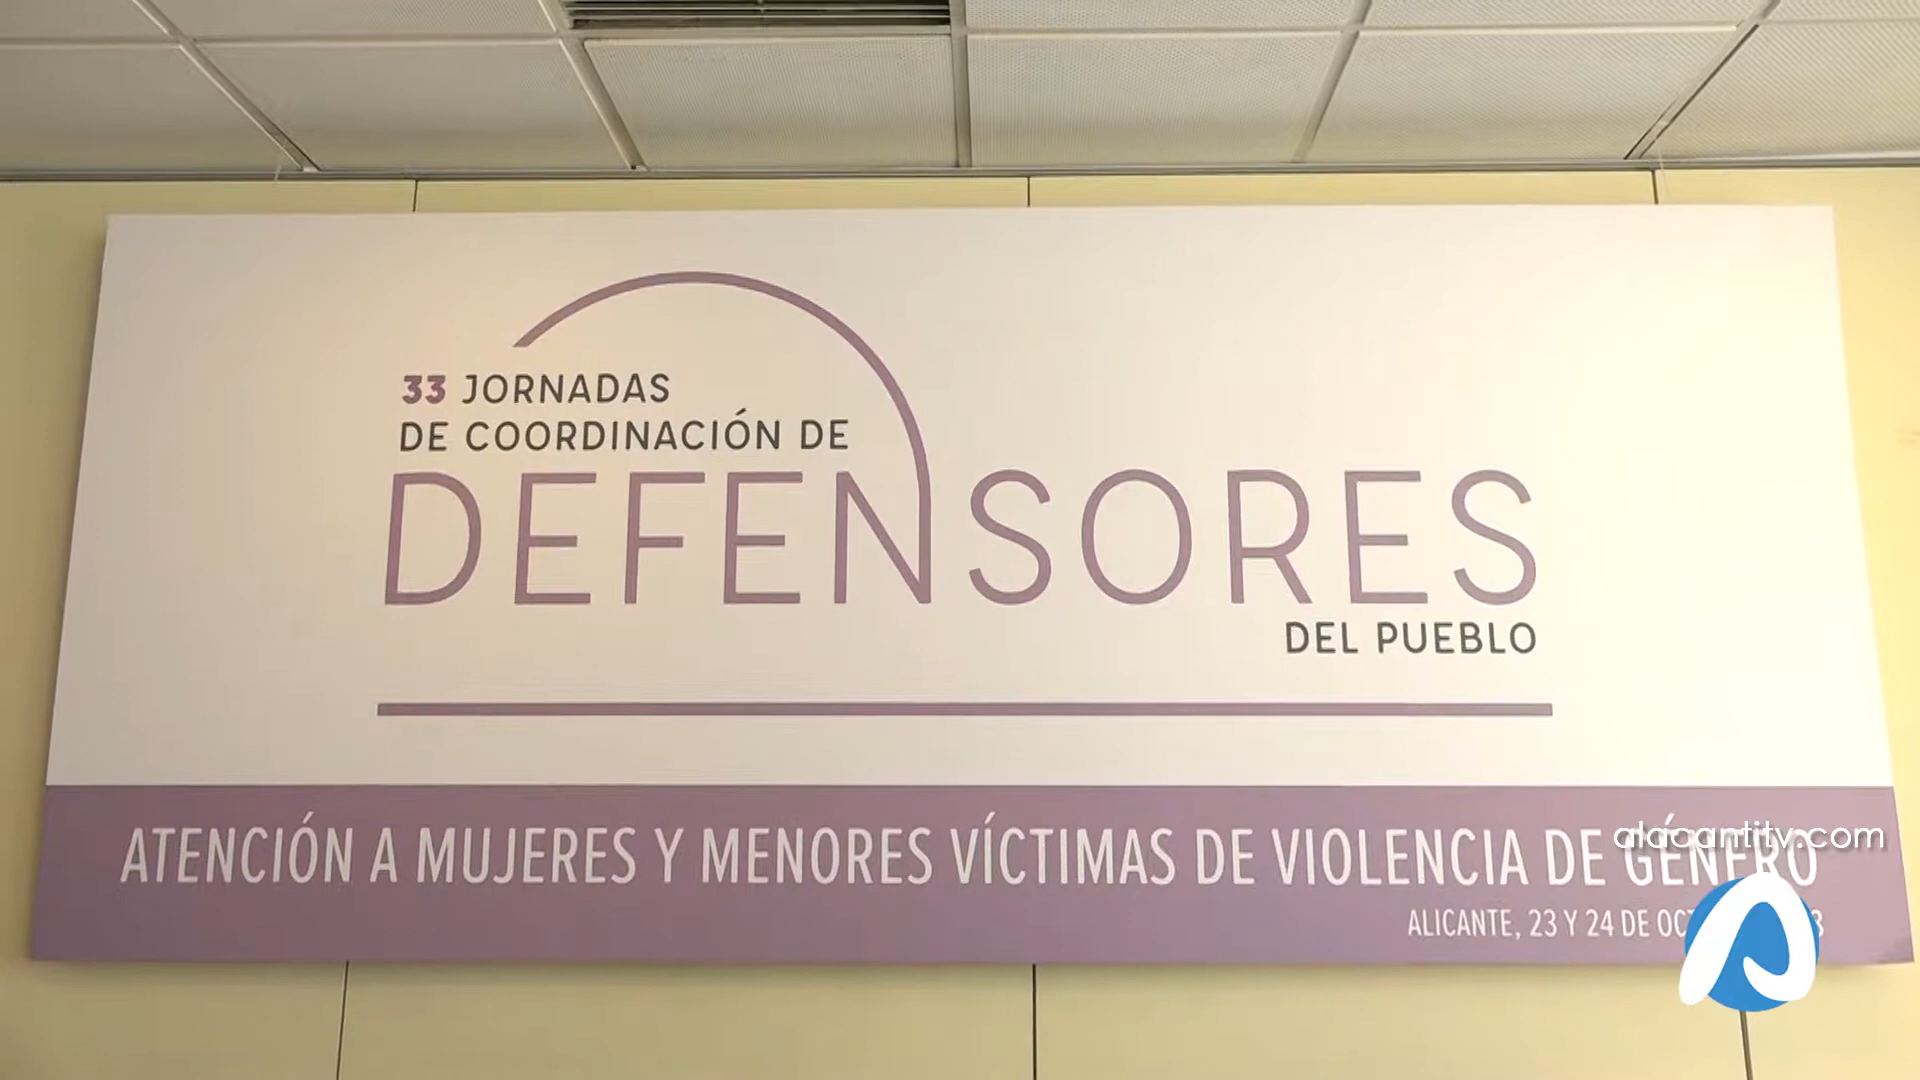 33 JORNADAS
DE COORDINACIÓN DE
DEFENSORES
DEL PUEBLO
ATENCIÓN A MUJERES Y MENORES VÍCTIMAS DE VIOLENCIA DE GÉNERO
alacantitv.com
ALICANTE, 23 Y 24 DE